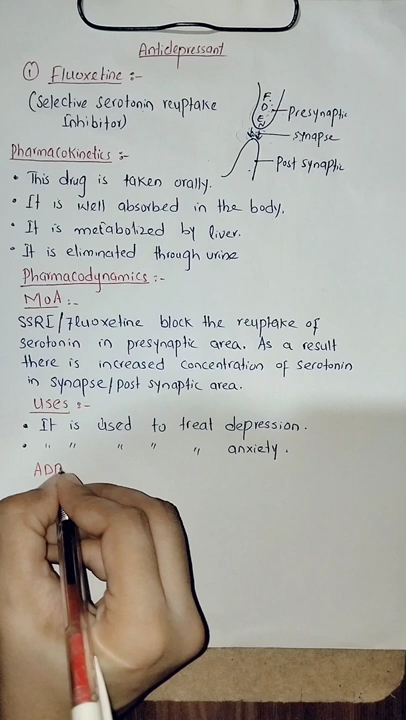 Antidepressant
① Fluoxetine :-
(Selective serotonin reuptake
Inhibitor)
Presynaptic
synapse
Post synaptic
Pharmacokinetics :-
• This drug is taken orally.
• It is well absorbed in the body.
• It is metabolized by liver.
• It is eliminated through urine
Pharmacodynamics :-
MOA :-
SSRI/Fluoxetine block the reuptake of
serotonin in presynaptic area. As a result
there is increased concentration of serotonin
in synapse/post synaptic area.
Uses :-
• It is used to treat depression.
• " " " " " anxiety.
AD